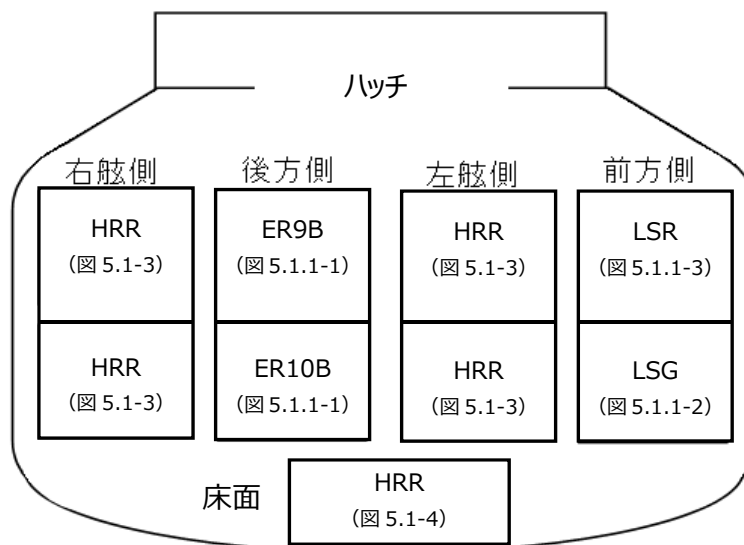 ハッチ
右舷側
後方側
左舷側
前方側
HRR
(図 5.1-3)
ER9B
(図 5.1.1-1)
HRR
(図 5.1-3)
LSR
(図 5.1.1-3)
HRR
(図 5.1-3)
ER10B
(図 5.1.1-1)
HRR
(図 5.1-3)
LSG
(図 5.1.1-2)
床面
HRR
(図 5.1-4)